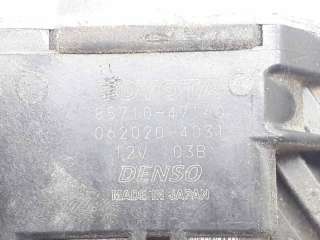 TOYOTA
062020-4031
12V 03B
DENSO
MADE IN JAPAN